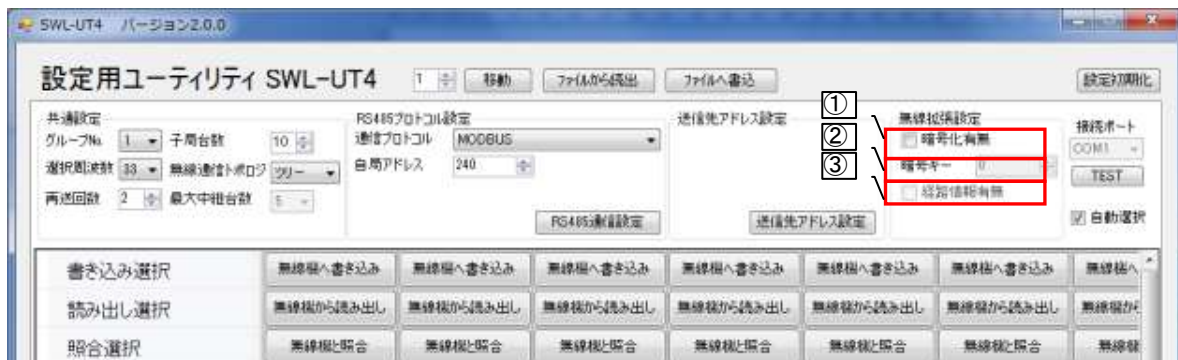 SWL-UT4 バージョン2.0.0
設定用ユーティリティ SWL-UT4 1 移動 ファイルから読出 ファイルへ書込 設定初期化
共通設定 RS485プロトコル設定 送信先アドレス設定 ① 無線拡張設定 接続ポート
グループNo. 1 子局台数 10 通信プロトコル MODBUS ② 暗号化有無 COM1
選択周波数 33 無線通信トポロジ ツリー 自局アドレス 240 ③ 暗号キー 0 TEST
再送回数 2 最大中継台数 5 経路情報有無
RS485通信設定 送信先アドレス設定 自動選択
書き込み選択 無線機へ書き込み 無線機へ書き込み 無線機へ書き込み 無線機へ書き込み 無線機へ書き込み 無線機へ書き込み 無線機へ
読み出し選択 無線機から読み出し 無線機から読み出し 無線機から読み出し 無線機から読み出し 無線機から読み出し 無線機から読み出し 無線機から
照合選択 無線機と照合 無線機と照合 無線機と照合 無線機と照合 無線機と照合 無線機と照合 無線機